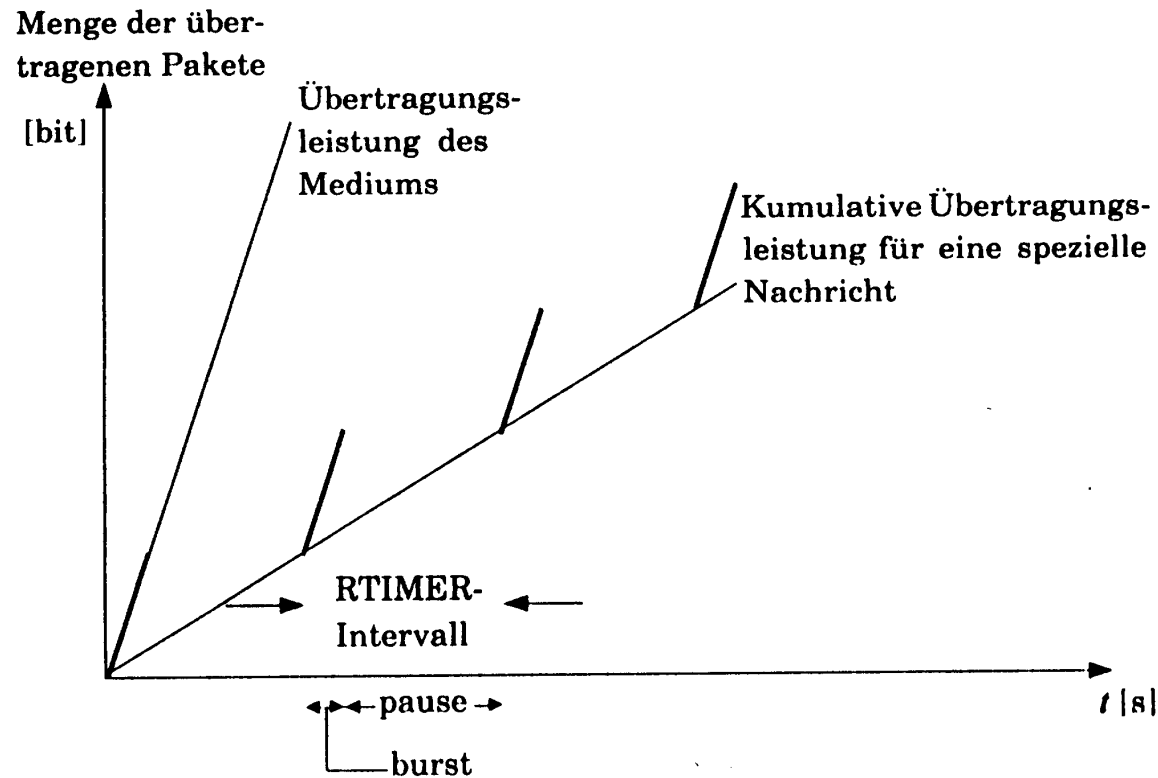 Menge der über-
tragenen Pakete
[bit]
Übertragungs-
leistung des
Mediums
Kumulative Übertragungs-
leistung für eine spezielle
Nachricht
RTIMER-
Intervall
pause
t [s]
burst